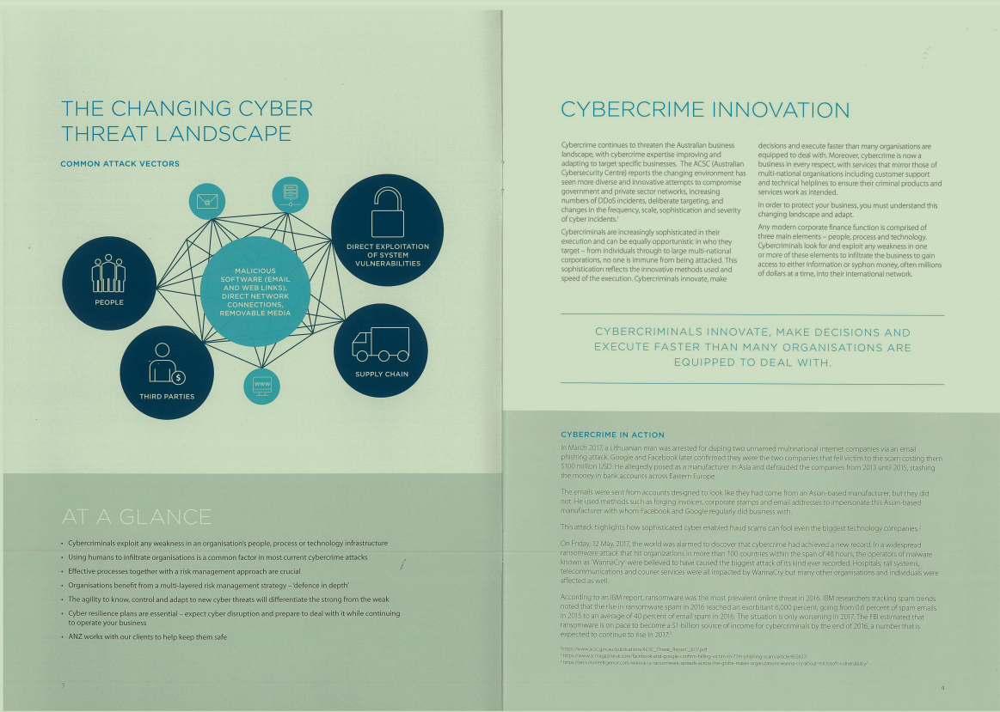 THE CHANGING CYBER
THREAT LANDSCAPE
COMMON ATTACK VECTORS
DIRECT EXPLOITATION
OF SYSTEM
VULNERABILITIES
MALICIOUS
SOFTWARE (EMAIL
AND WEB LINKS),
DIRECT NETWORK
CONNECTIONS,
REMOVABLE MEDIA
PEOPLE
SUPPLY CHAIN
$
THIRD PARTIES
WWW
AT A GLANCE
• Cybercriminals exploit any weakness in an organisation's people, process or technology infrastructure
• Using humans to infiltrate organisations is a common factor in most current cybercrime attacks
• Effective processes together with a risk management approach are crucial
• Organisations benefit from a multi-layered risk management strategy – 'defence in depth'
• The agility to know, control and adapt to new cyber threats will differentiate the strong from the weak
• Cyber resilience plans are essential – expect cyber disruption and prepare to deal with it while continuing
to operate your business
• ANZ works with our clients to help keep them safe
3
CYBERCRIME INNOVATION
Cybercrime continues to threaten the Australian business
landscape, with cybercrime expertise improving and
adapting to target specific businesses. The ACSC (Australian
Cybersecurity Centre) reports the changing environment has
seen more diverse and innovative attempts to compromise
government and private sector networks, increasing
numbers of DDoS incidents, deliberate targeting, and
changes in the frequency, scale, sophistication and severity
of cyber incidents.¹
Cybercriminals are increasingly sophisticated in their
execution and can be equally opportunistic in who they
target – from individuals through to large multi-national
corporations, no one is immune from being attacked. This
sophistication reflects the innovative methods used and
speed of the execution. Cybercriminals innovate, make
decisions and execute faster than many organisations are
equipped to deal with. Moreover, cybercrime is now a
business in every respect, with services that mirror those of
multi-national organisations including customer support
and technical helplines to ensure their criminal products and
services work as intended.
In order to protect your business, you must understand this
changing landscape and adapt.
Any modern corporate finance function is comprised of
three main elements – people, process and technology.
Cybercriminals look for and exploit any weakness in one
or more of these elements to infiltrate the business to gain
access to either information or syphon money, often millions
of dollars at a time, into their international network.
CYBERCRIMINALS INNOVATE, MAKE DECISIONS AND
EXECUTE FASTER THAN MANY ORGANISATIONS ARE
EQUIPPED TO DEAL WITH.
CYBERCRIME IN ACTION
In March 2017, a Lithuanian man was arrested for duping two unnamed multinational internet companies via an email
phishing attack. Google and Facebook later confirmed they were the two companies that fell victim to the scam costing them
$100 million USD. He allegedly posed as a manufacturer in Asia and defrauded the companies from 2013 until 2015, stashing
the money in bank accounts across Eastern Europe.
The emails were sent from accounts designed to look like they had come from an Asian-based manufacturer, but they did
not. He used methods such as forging invoices, corporate stamps and email addresses to impersonate this Asian-based
manufacturer with whom Facebook and Google regularly did business with.
This attack highlights how sophisticated cyber enabled fraud scams can fool even the biggest technology companies.²
On Friday, 12 May, 2017, the world was alarmed to discover that cybercrime had achieved a new record. In a widespread
ransomware attack that hit organizations in more than 100 countries within the span of 48 hours, the operators of malware
known as 'WannaCry' were believed to have caused the biggest attack of its kind ever recorded. Hospitals, rail systems,
telecommunications and courier services were all impacted by WannaCry but many other organisations and individuals were
affected as well.
According to an IBM report, ransomware was the most prevalent online threat in 2016. IBM researchers tracking spam trends
noted that the rise in ransomware spam in 2016 reached an exorbitant 6,000 percent, going from 0.6 percent of spam emails
in 2015 to an average of 40 percent of email spam in 2016. The situation is only worsening in 2017. The FBI estimated that
ransomware is on pace to become a $1 billion source of income for cybercriminals by the end of 2016, a number that is
expected to continue to rise in 2017.³
¹ https://www.acsc.gov.au/publications/ACSC_Threat_Report_2017.pdf
² https://www.scmagazineuk.com/facebook-and-google-confirm-falling-victim-to-77m-phishing-scam/article/653837/
³ https://securityintelligence.com/wannacry-ransomware-spreads-across-the-globe-makes-organizations-wanna-cry-about-microsoft-vulnerability/
4